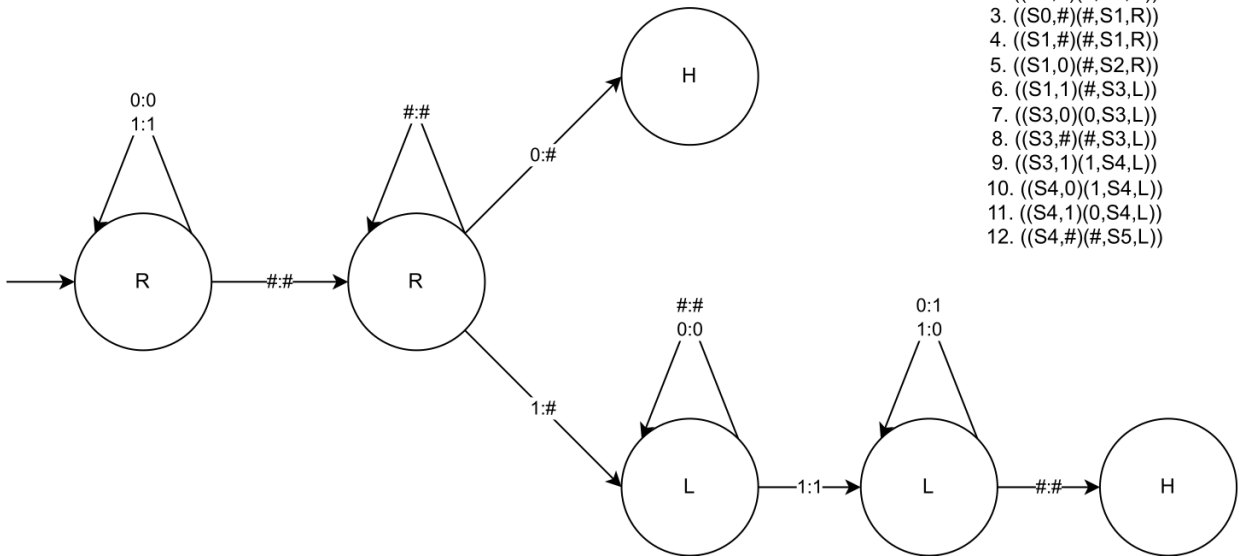 3. ((S0,#)(#,S1,R))
4. ((S1,#)(#,S1,R))
5. ((S1,0)(#,S2,R))
6. ((S1,1)(#,S3,L))
7. ((S3,0)(0,S3,L))
8. ((S3,#)(#,S3,L))
9. ((S3,1)(1,S4,L))
10. ((S4,0)(1,S4,L))
11. ((S4,1)(0,S4,L))
12. ((S4,#)(#,S5,L))
H
0:0
1:1
#:#
0:#
R
#:#
R
#:#
0:0
0:1
1:0
1:#
L
1:1
L
#:#
H